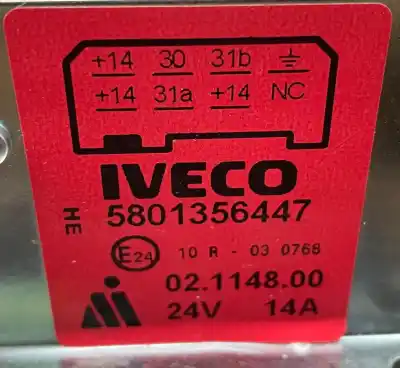 +14 30 31b
+14 31a +14 NC
IVECO
HE
5801356447
E24 10 R - 03 0768
02.1148.00
24V 14A